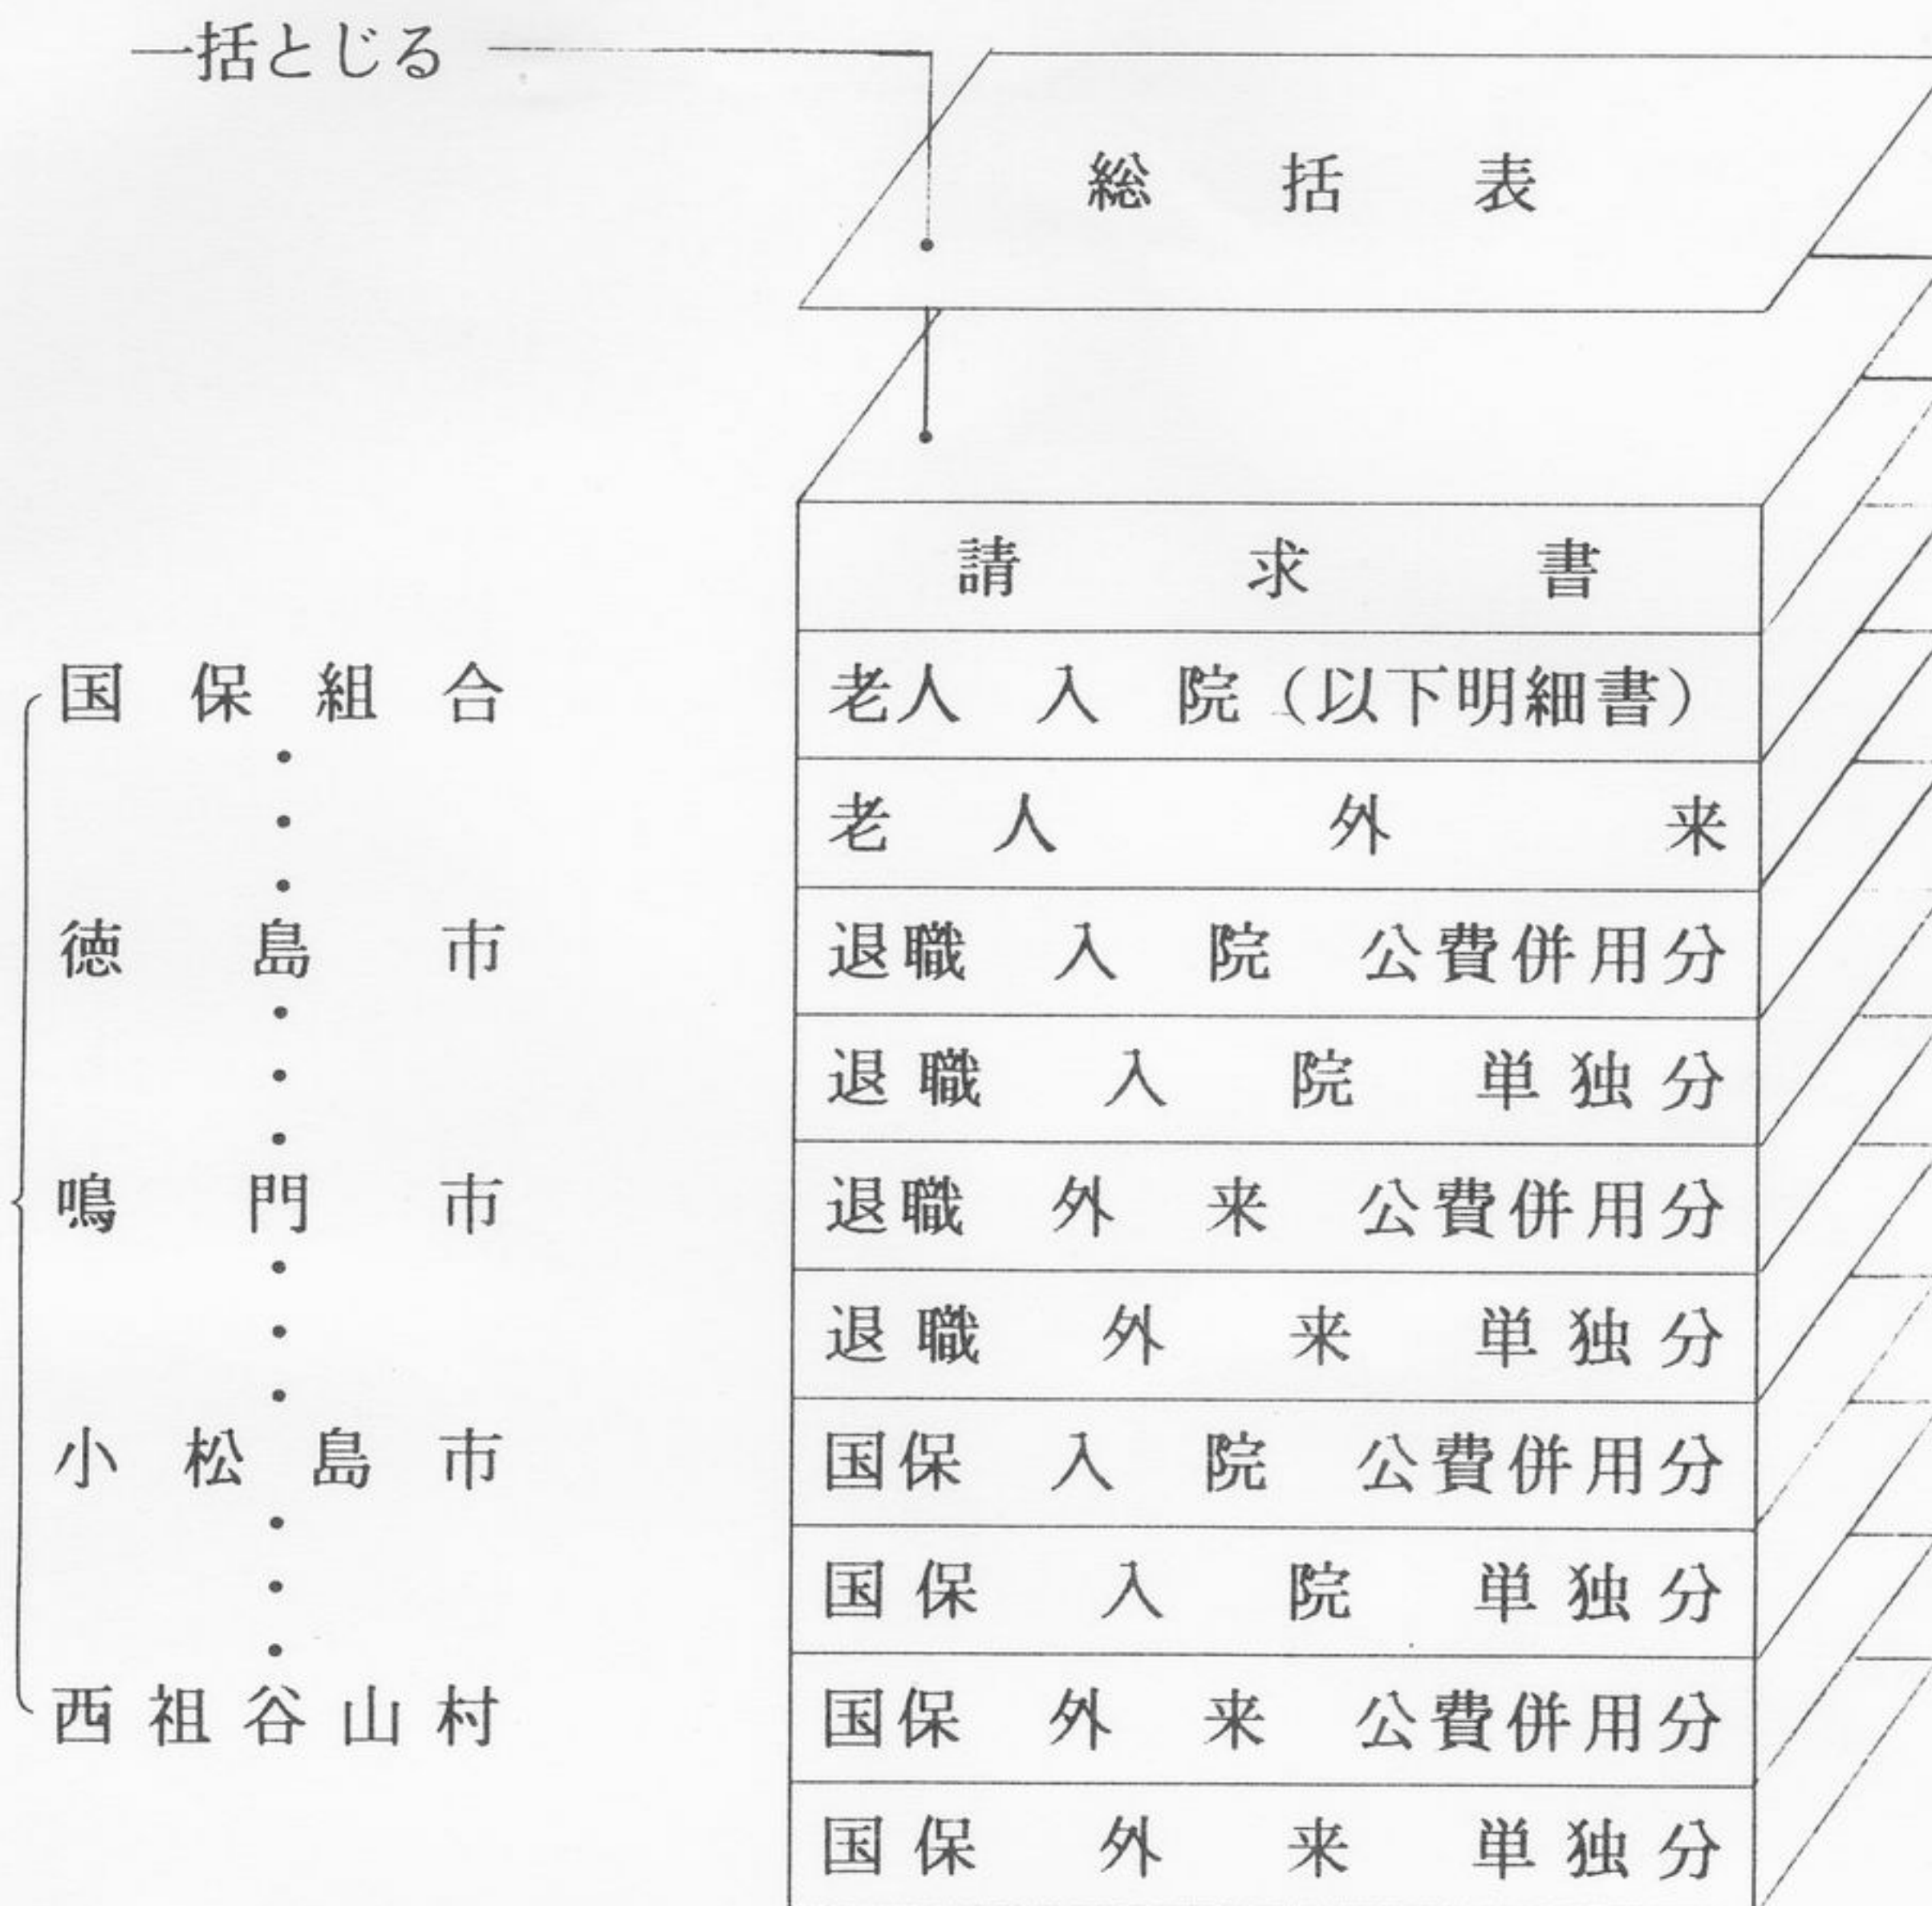 一括とじる
総括表
請求書
国保組合
徳島市
鳴門市
小松島市
西祖谷山村
老人入院(以下明細書)
老人外来
退職入院公費併用分
退職入院単独分
退職外来公費併用分
退職外来単独分
国保入院公費併用分
国保入院単独分
国保外来公費併用分
国保外来単独分